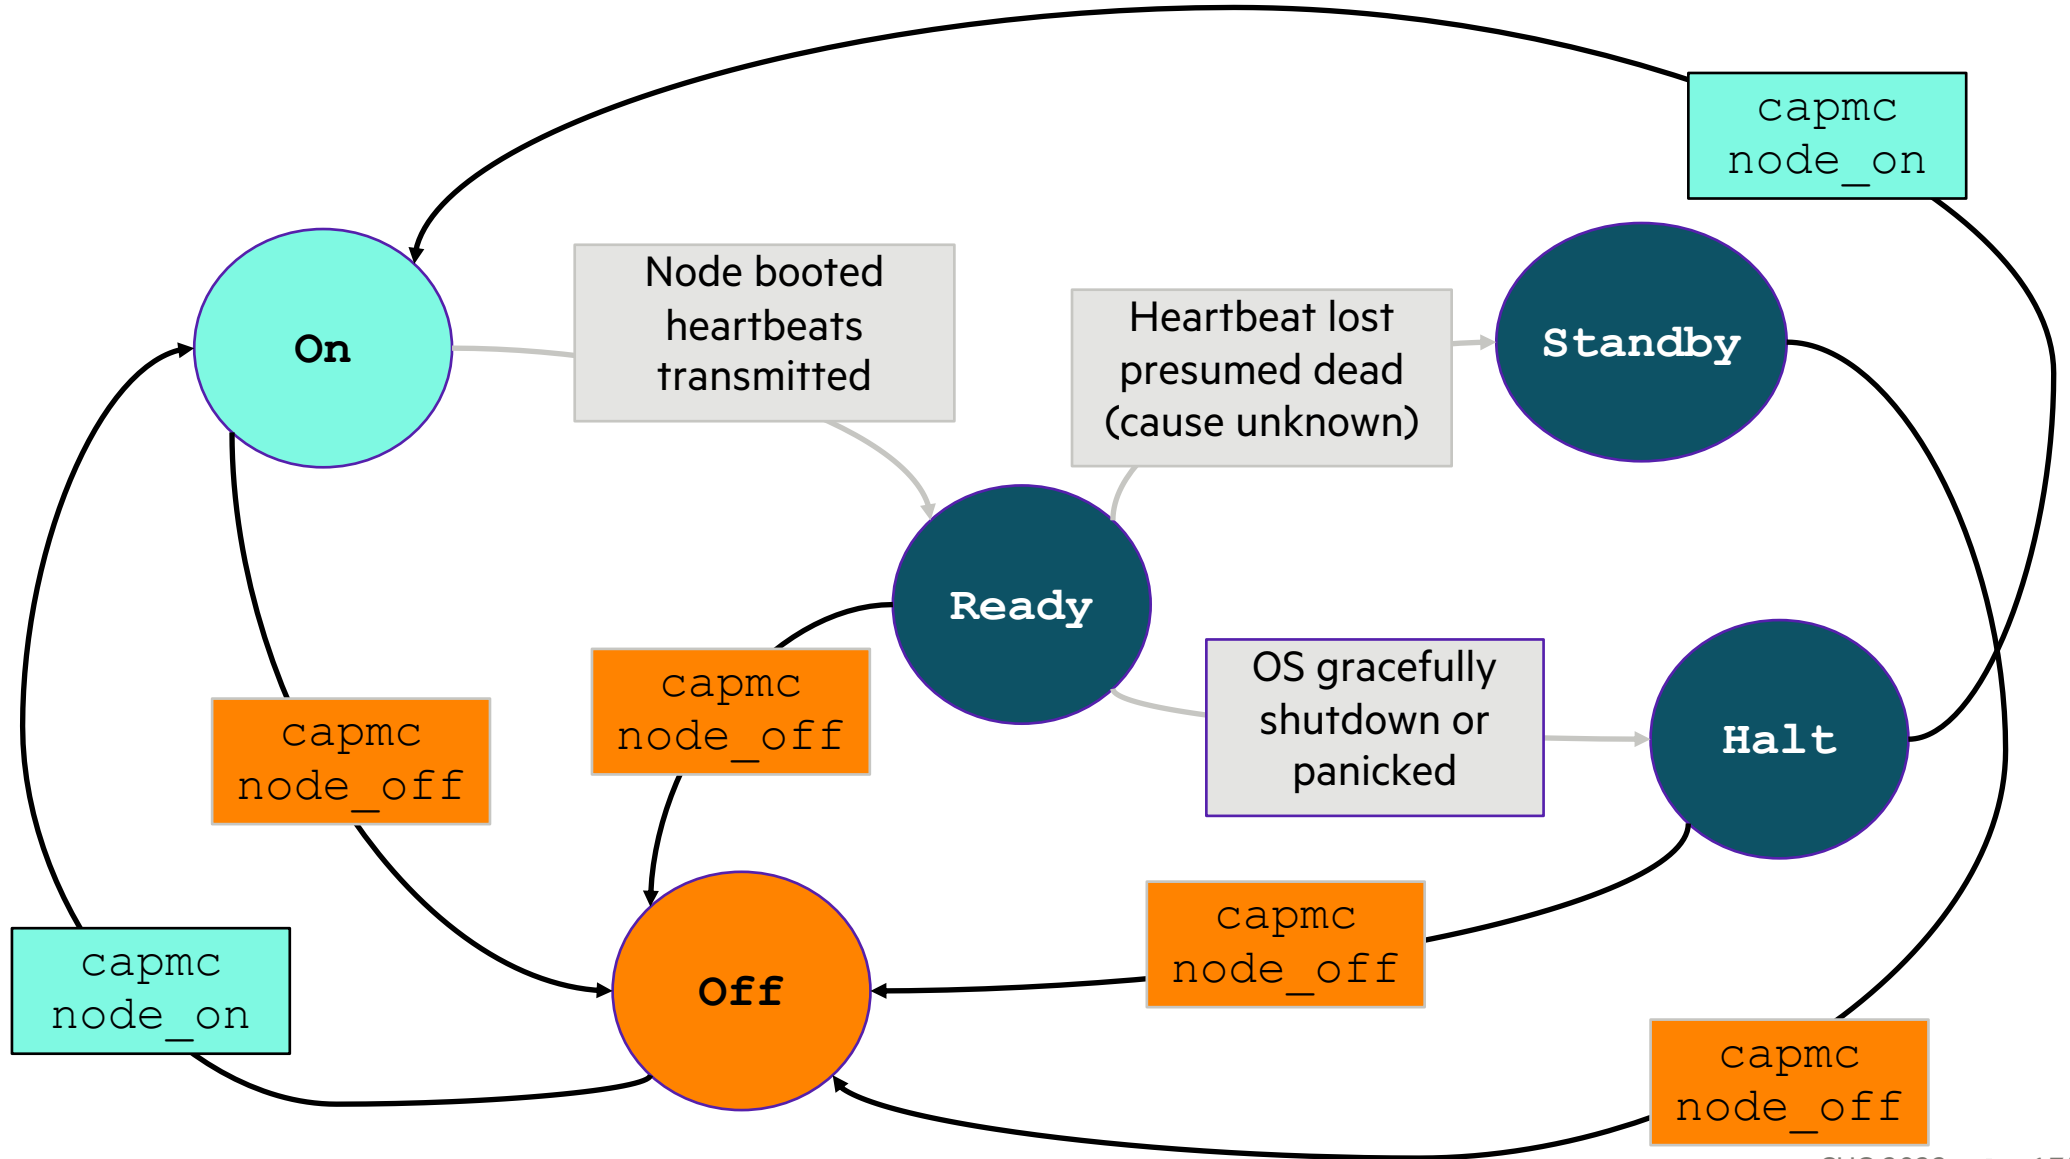 capmc
node_on
Node booted
heartbeats
transmitted
Heartbeat lost
presumed dead
(cause unknown)
Standby
On
Ready
capmc
node_off
OS gracefully
shutdown or
panicked
Halt
capmc
node_off
capmc
node_off
capmc
node_on
Off
capmc
node_off